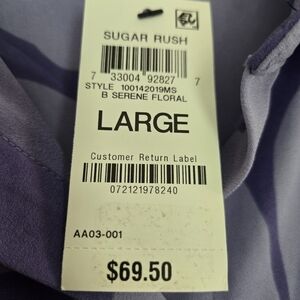 SUGAR RUSH
7 33004 92827 7
STYLE 100142019MS
B SERENE FLORAL
LARGE
Customer Return Label
072121978240
AA03-001
$69.50